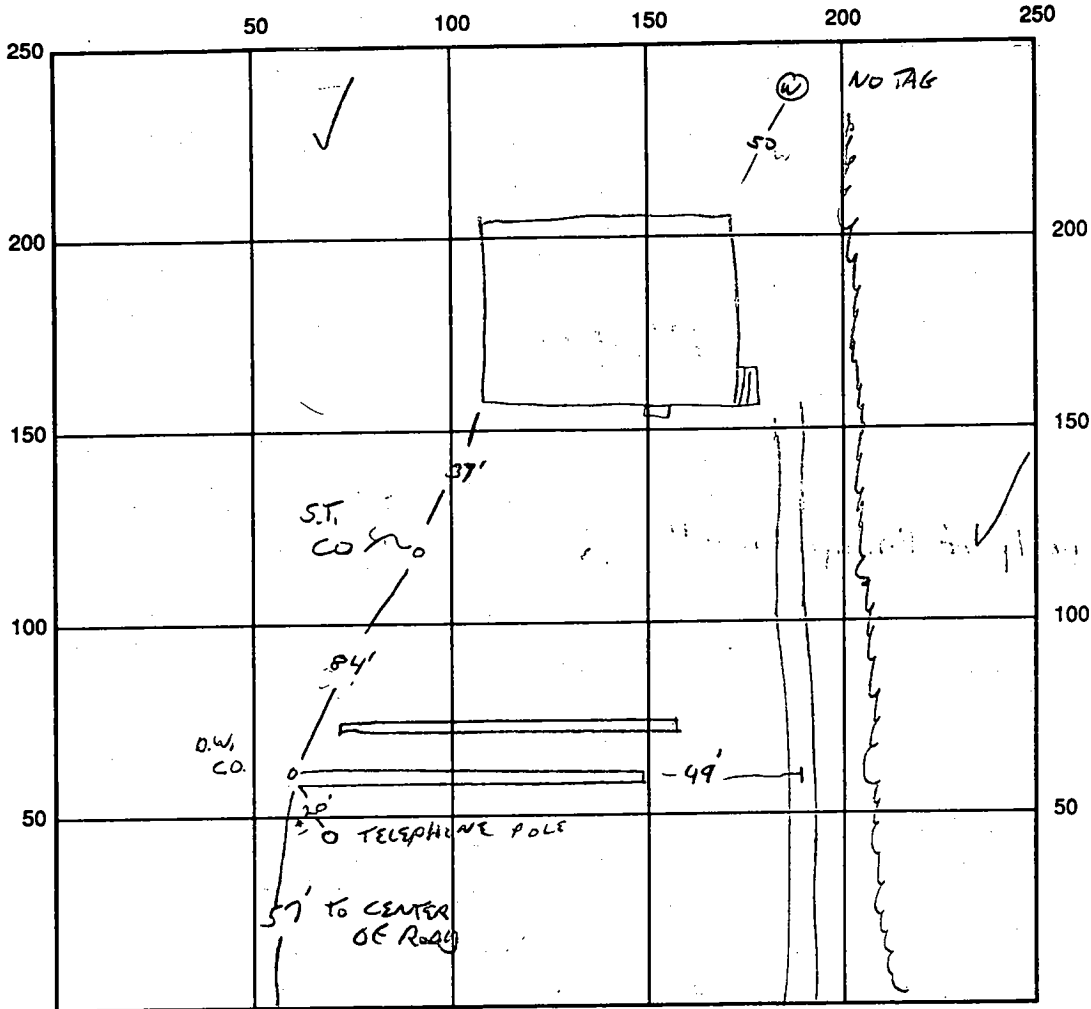 50 100 150 200 250
250
NO TAG
W
50
200 200
150 150
37'
S.T.
CO
100 100
84'
D.W.
CO.
49'
50 50
20'
TELEPHONE POLE
57' TO CENTER
OF ROAD